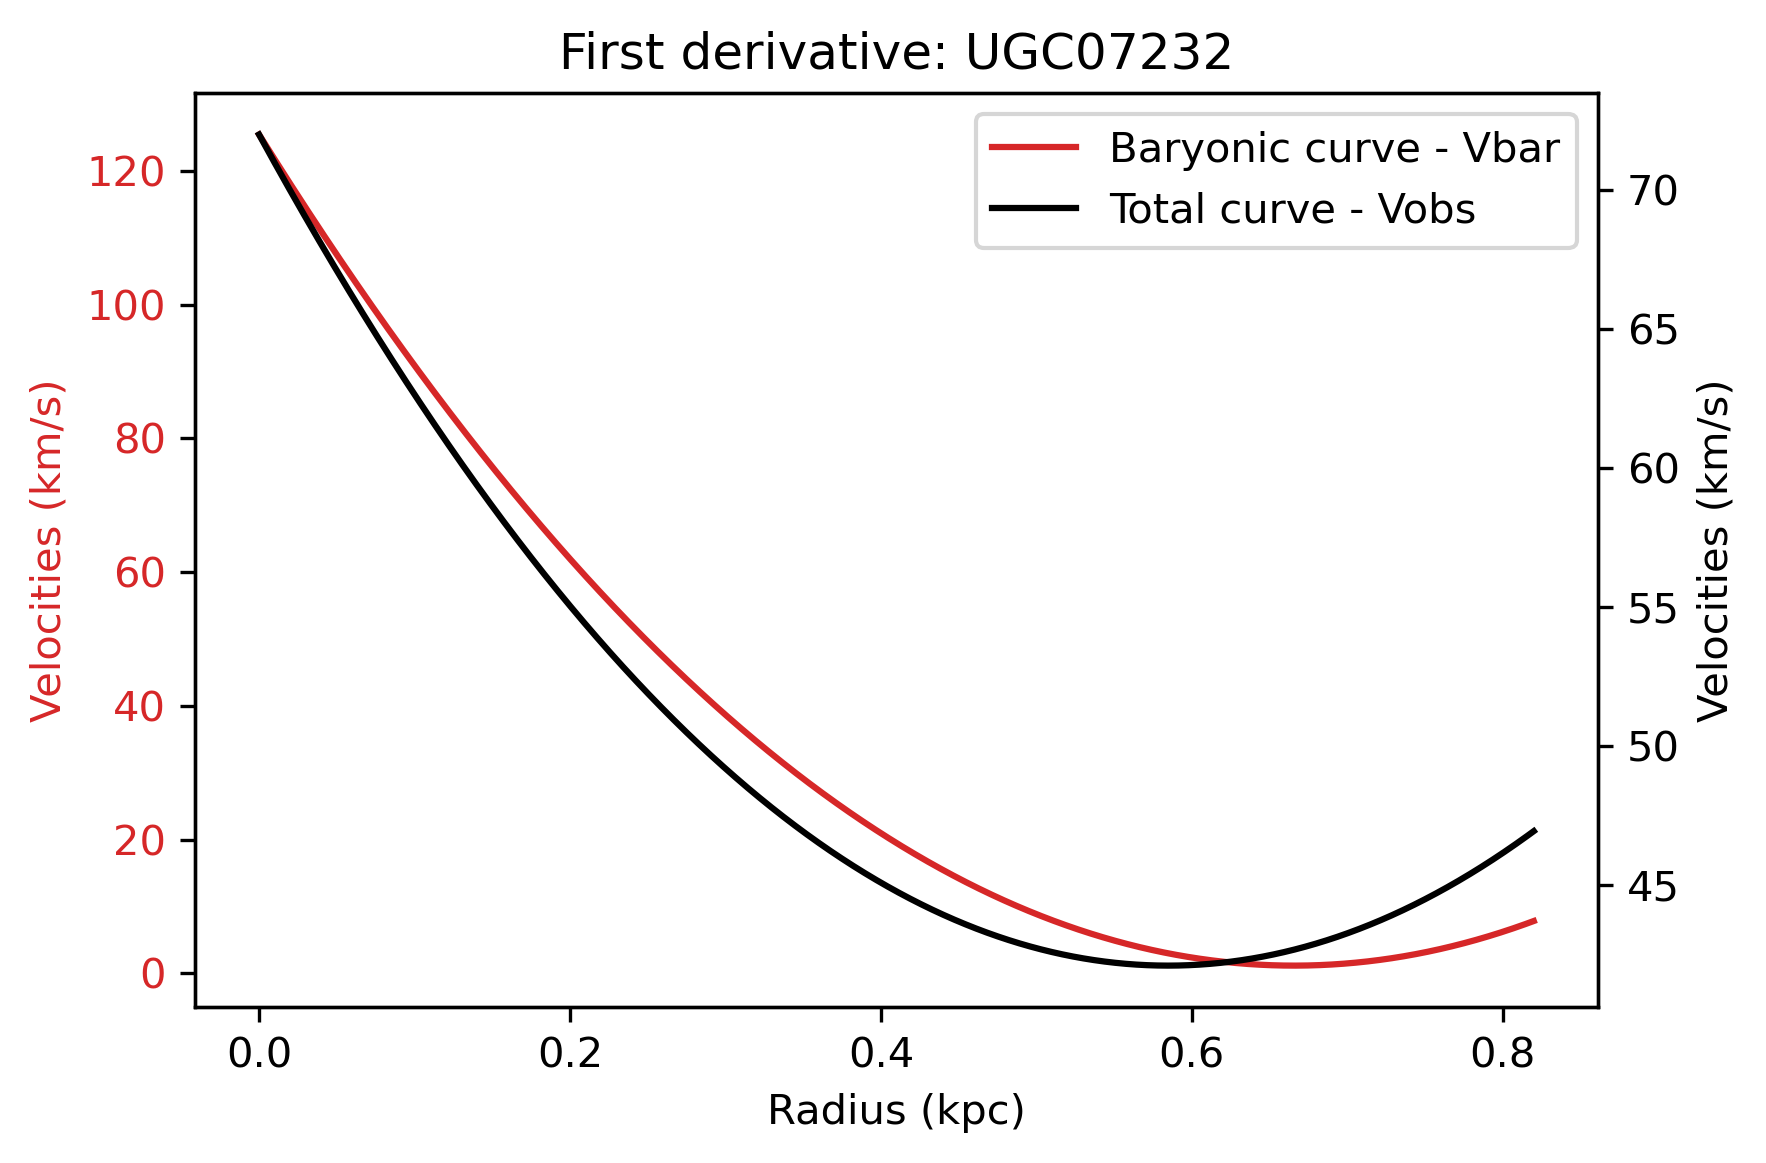 First derivative: UGC07232
Baryonic curve - Vbar
Total curve - Vobs
120
100
80
60
40
20
0
Velocities (km/s)
70
65
60
55
50
45
Velocities (km/s)
0.0 0.2 0.4 0.6 0.8
Radius (kpc)